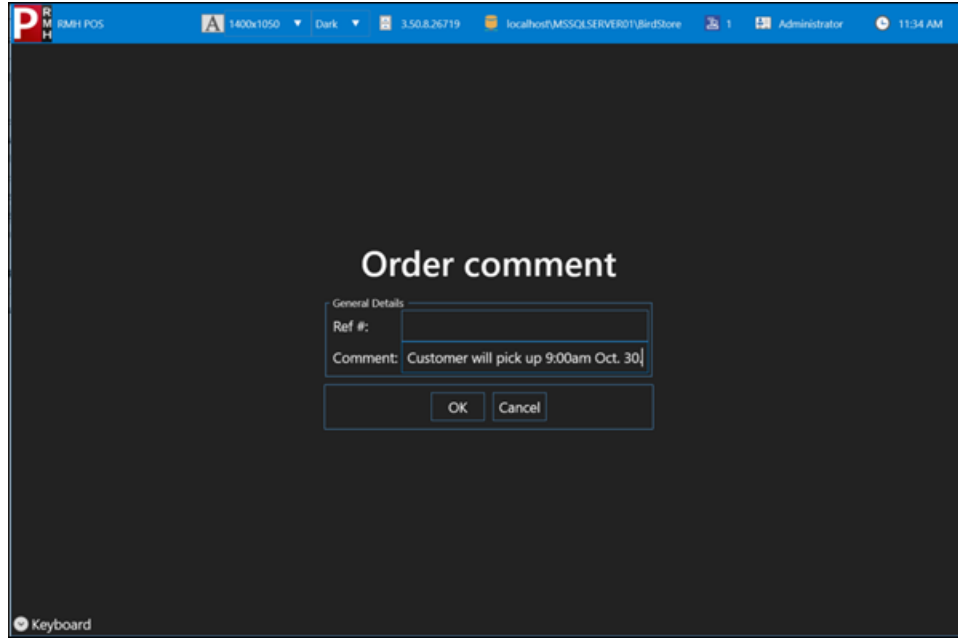 P RMH RMH POS A 1400x1050 Dark 3.50.8.26719 localhost\MSSQLSERVER01\BirdStore 1 Administrator 11:34 AM
Order comment
General Details
Ref #:
Comment: Customer will pick up 9:00am Oct. 30.
OK Cancel
Keyboard